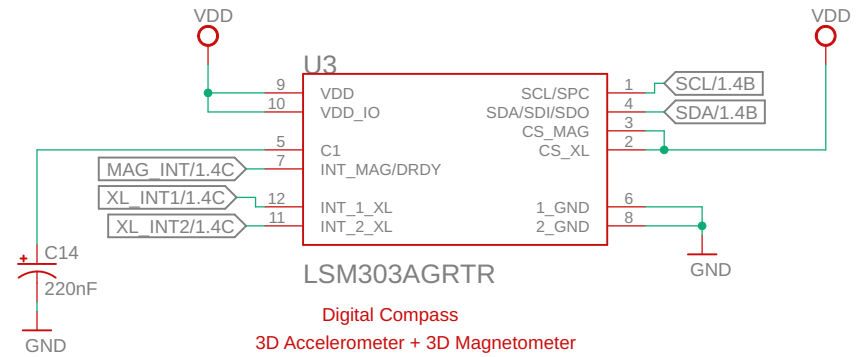 VDD
VDD
U3
9 VDD
10 VDD_IO
5 C1
7 INT_MAG/DRDY
12 INT_1_XL
11 INT_2_XL
SCL/SPC 1
SDA/SDI/SDO 4
CS_MAG 3
CS_XL 2
1_GND 6
2_GND 8
SCL/1.4B
SDA/1.4B
MAG_INT/1.4C
XL_INT1/1.4C
XL_INT2/1.4C
+ C14
220nF
GND
GND
LSM303AGRTR
Digital Compass
3D Accelerometer + 3D Magnetometer